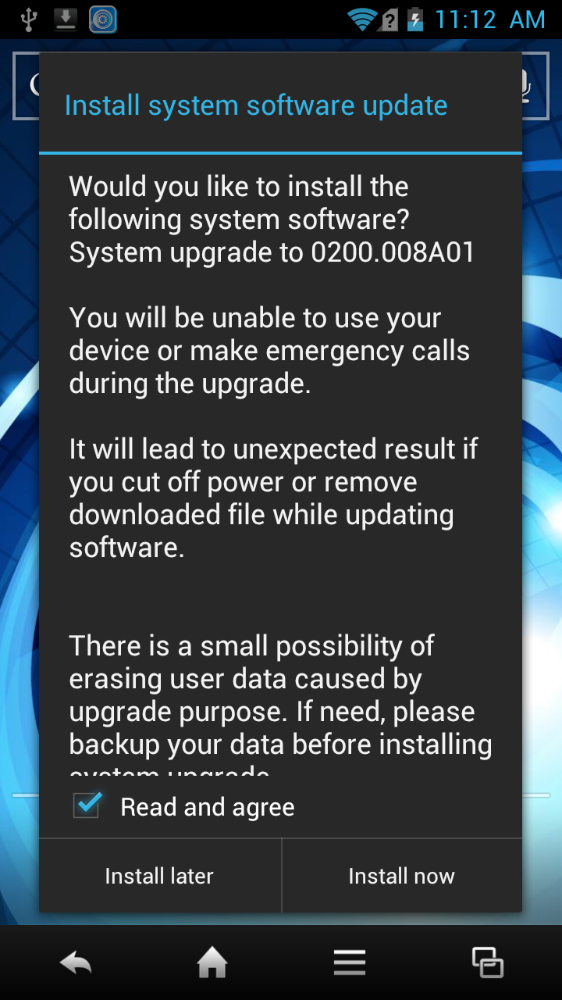 11:12 AM
Install system software update
Would you like to install the
following system software?
System upgrade to 0200.008A01
You will be unable to use your
device or make emergency calls
during the upgrade.
It will lead to unexpected result if
you cut off power or remove
downloaded file while updating
software.
There is a small possibility of
erasing user data caused by
upgrade purpose. If need, please
backup your data before installing
system upgrade.
Read and agree
Install later
Install now